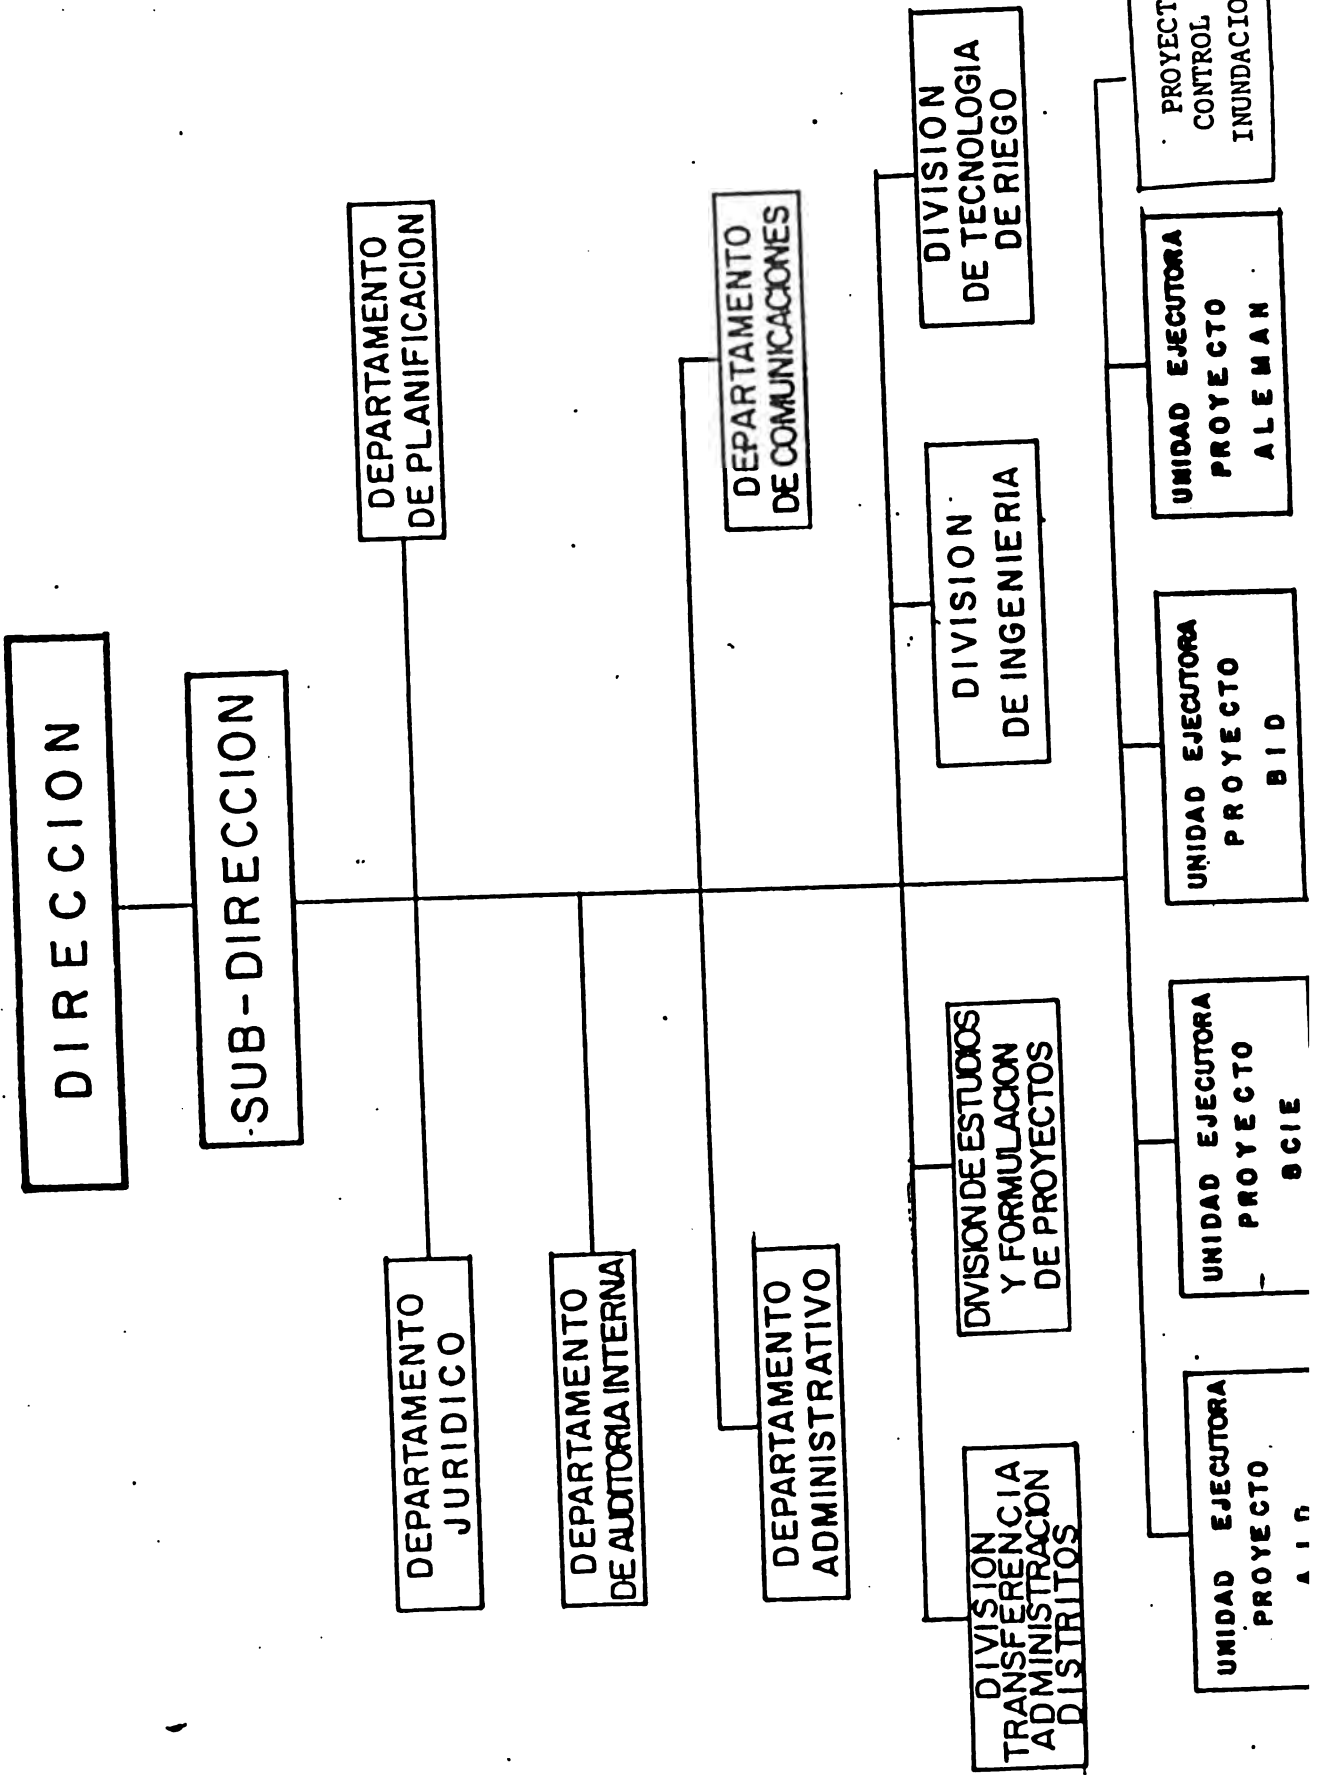 DIRECCION
SUB-DIRECCION
DEPARTAMENTO
JURIDICO
DEPARTAMENTO
DE PLANIFICACION
DEPARTAMENTO
DE AUDITORIA INTERNA
DEPARTAMENTO
ADMINISTRATIVO
DEPARTAMENTO
DE COMUNICACIONES
DIVISION
TRANSFERENCIA
ADMINISTRACION
DISTRITOS
DIVISION DE ESTUDIOS
Y FORMULACION
DE PROYECTOS
DIVISION
DE INGENIERIA
DIVISION
DE TECNOLOGIA
DE RIEGO
UNIDAD EJECUTORA
PROYECTO
UNIDAD EJECUTORA
PROYECTO
BCIE
UNIDAD EJECUTORA
PROYECTO
BID
UNIDAD EJECUTORA
PROYECTO
ALEMAN
PROYECT
CONTROL
INUNDACIO